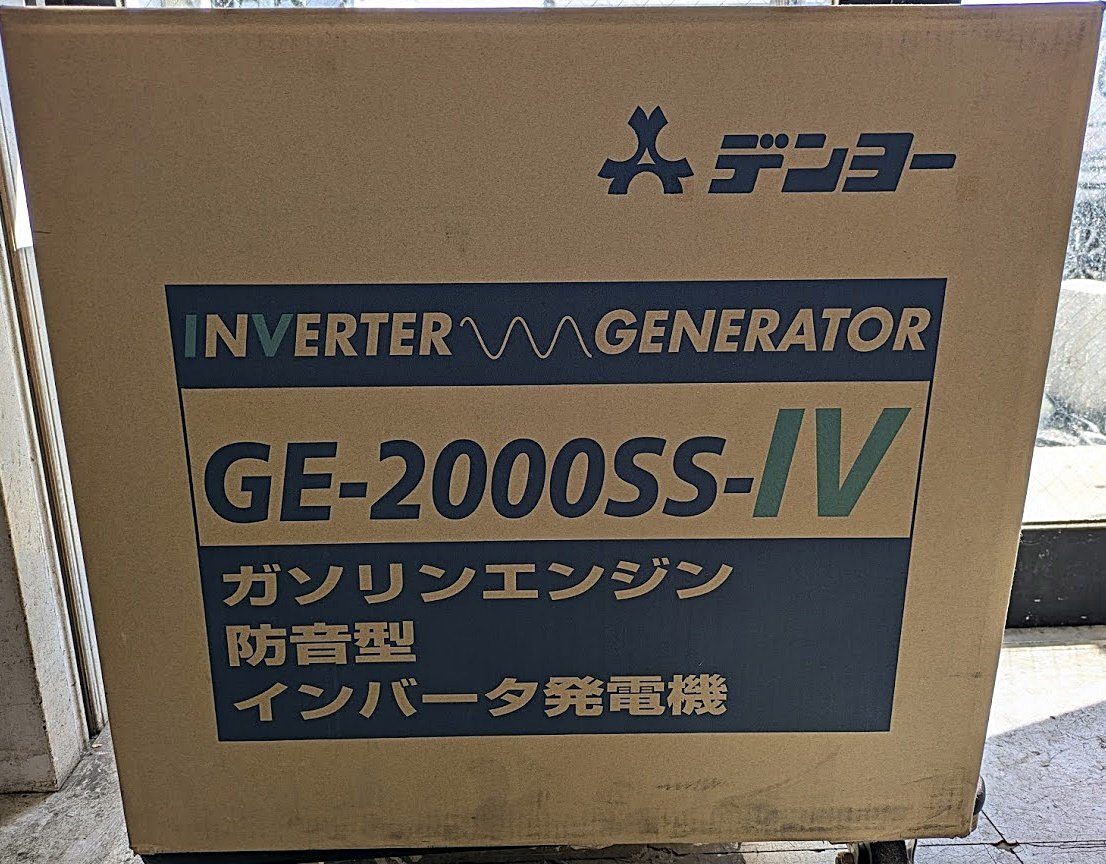 デンヨー
INVERTER GENERATOR
GE-2000SS-IV
ガソリンエンジン
防音型
インバータ発電機